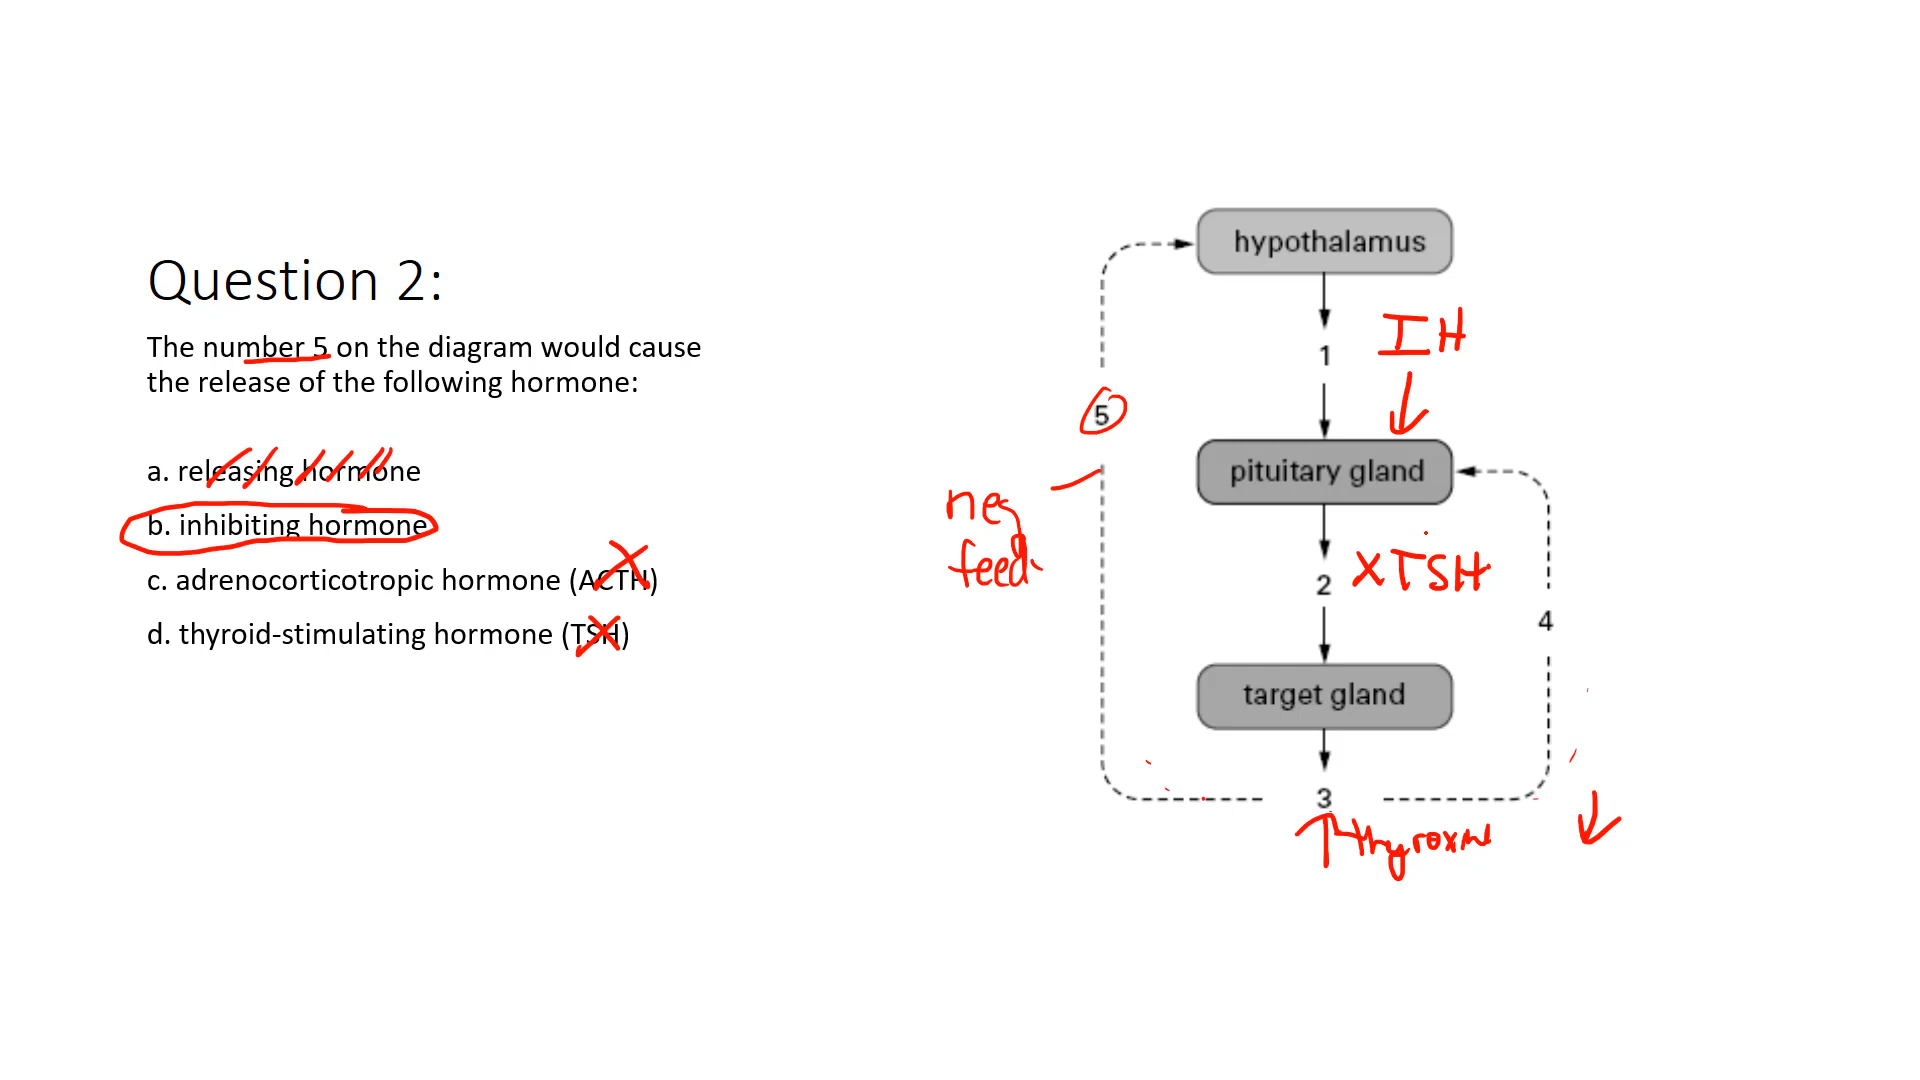 Question 2:
The number 5 on the diagram would cause
the release of the following hormone:
a. releasing hormone
b. inhibiting hormone
c. adrenocorticotropic hormone (ACTH)
d. thyroid-stimulating hormone (TSH)
hypothalamus
1
IH
5
pituitary gland
neg
feed.
2
XTSH
4
target gland
3
thyroxine